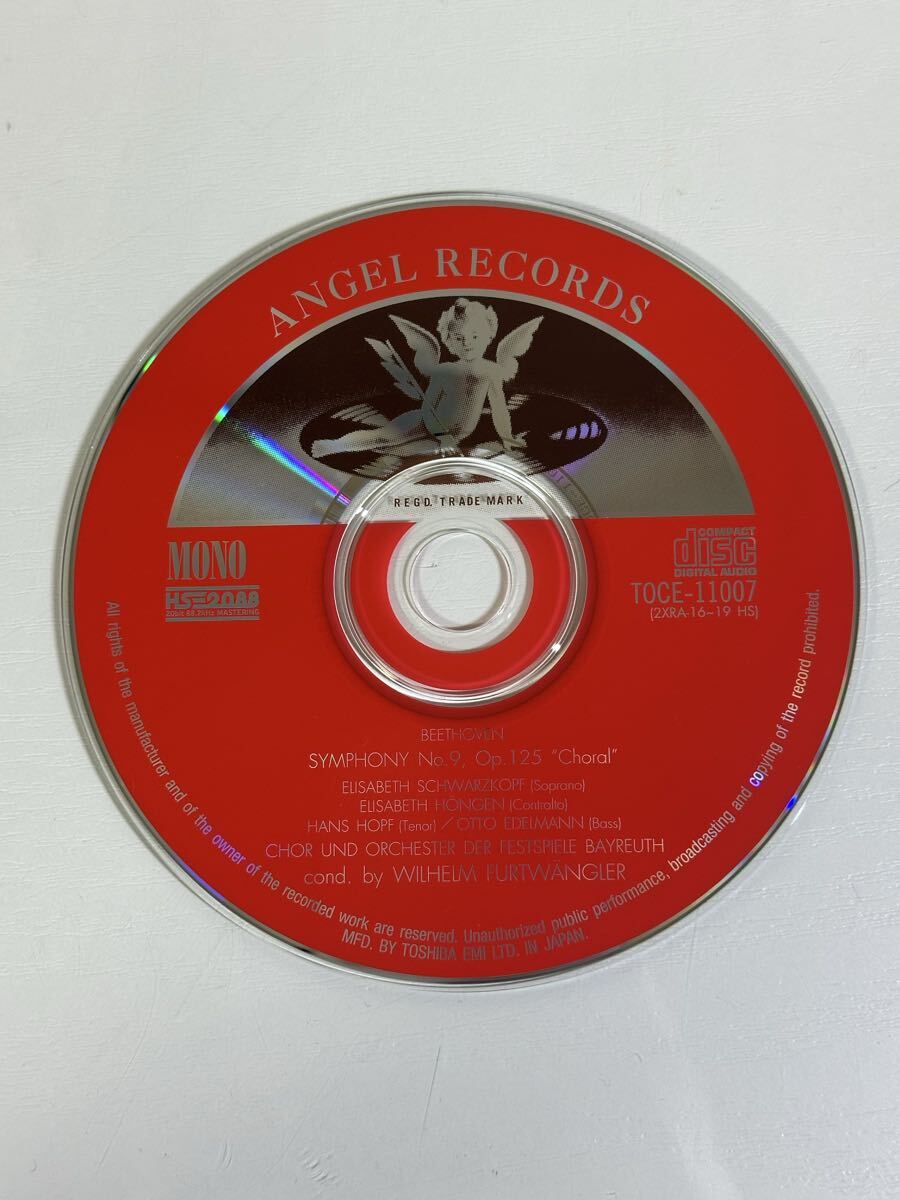 ANGEL RECORDS
REGD. TRADE MARK
MONO
HS-2088
20bit 88.2kHz MASTERING
COMPACT
disc
DIGITAL AUDIO
TOCE-11007
(2XRA-16~19 HS)
BEETHOVEN
SYMPHONY No.9, Op.125 "Choral"
ELISABETH SCHWARZKOPF (Soprano)
ELISABETH HÖNGEN (Contralto)
HANS HOPF (Tenor) / OTTO EDELMANN (Bass)
CHOR UND ORCHESTER DER FESTSPIELE BAYREUTH
cond. by WILHELM FURTWÄNGLER
All rights of the manufacturer and of the owner of the recorded work are reserved. Unauthorized public performance, broadcasting and copying of the record prohibited.
MFD. BY TOSHIBA EMI LTD. IN JAPAN.